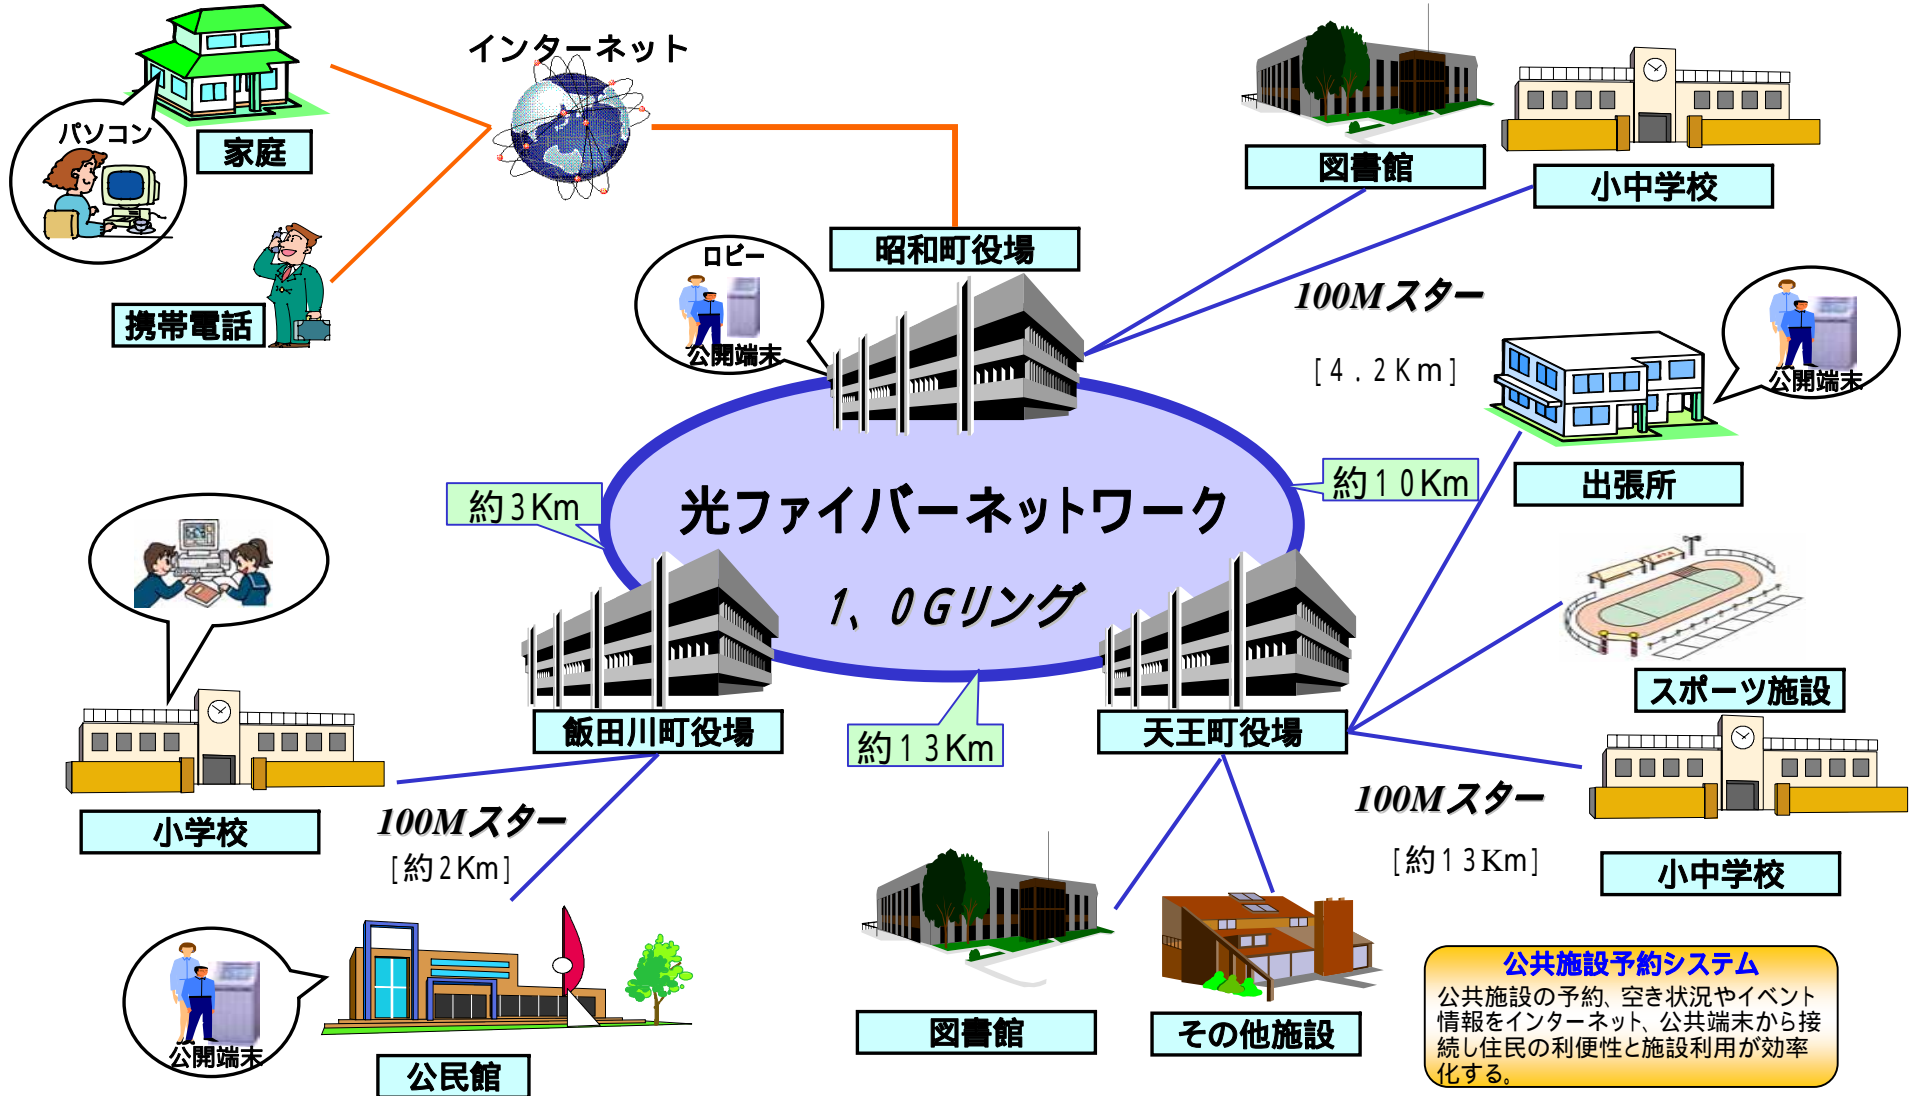 インターネット
パソコン
家庭
携帯電話
図書館
小中学校
昭和町役場
ロビー
公開端末
100Mスター
[4.2Km]
公開端末
出張所
約3Km
約10Km
光ファイバーネットワーク
1、0Gリング
スポーツ施設
飯田川町役場
約13Km
天王町役場
小学校
100Mスター
[約2Km]
100Mスター
[約13Km]
小中学校
公開端末
公民館
図書館
その他施設
公共施設予約システム
公共施設の予約、空き状況やイベント
情報をインターネット、公共端末から接
続し住民の利便性と施設利用が効率
化する。